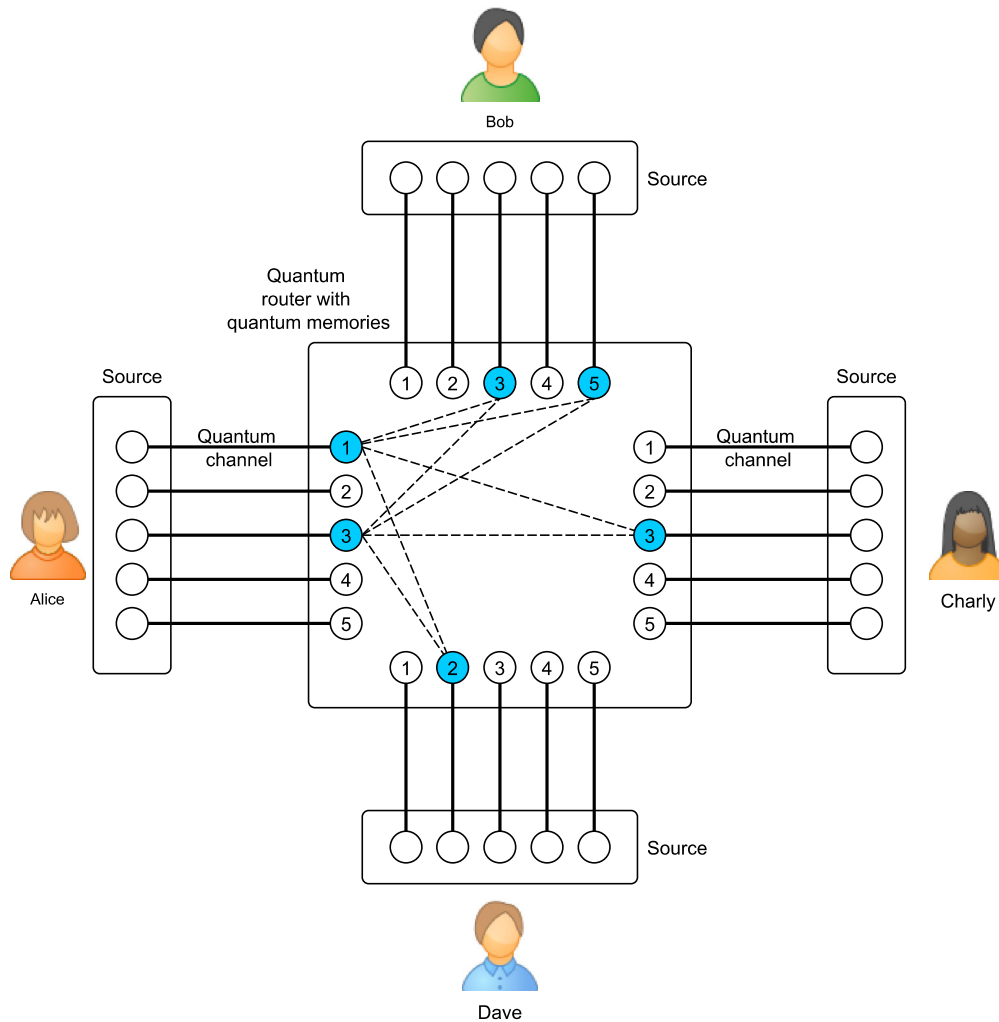 Bob
Source
Quantum
router with
quantum memories
1 2 3 4 5
Source
Source
Quantum
channel
Quantum
channel
1
2
3
4
5
1
2
3
4
5
Alice
Charly
1 2 3 4 5
Source
Dave